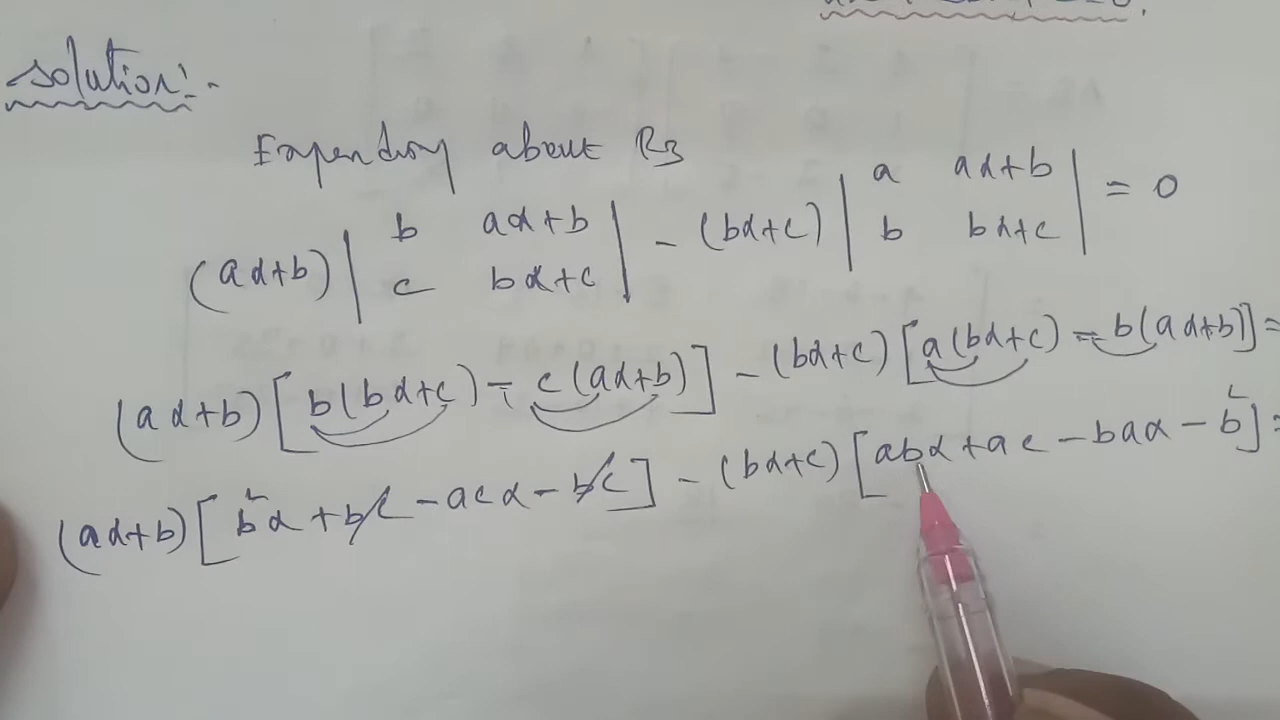 Solution:-
Expending about R3
(aα+b) | b aα+b | - (bα+c) | a aα+b | = 0
| c bα+c | | b bα+c |
(aα+b) [b(bα+c) - c(aα+b)] - (bα+c) [a(bα+c) - b(aα+b)] =
(aα+b) [b²α + bc - acα - bc] - (bα+c) [abα + ac - baα - b²] =